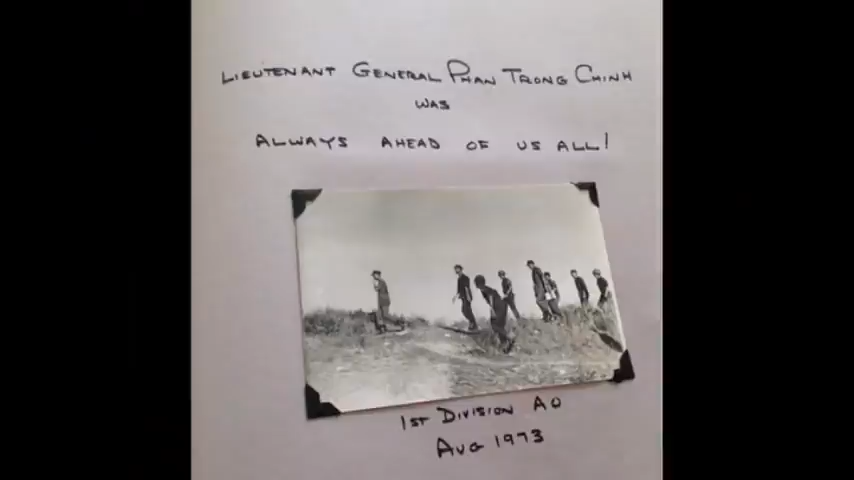 LIEUTENANT GENERAL PHAN TRONG CHINH
WAS
ALWAYS AHEAD OF US ALL!
1ST DIVISION AO
AUG 1973